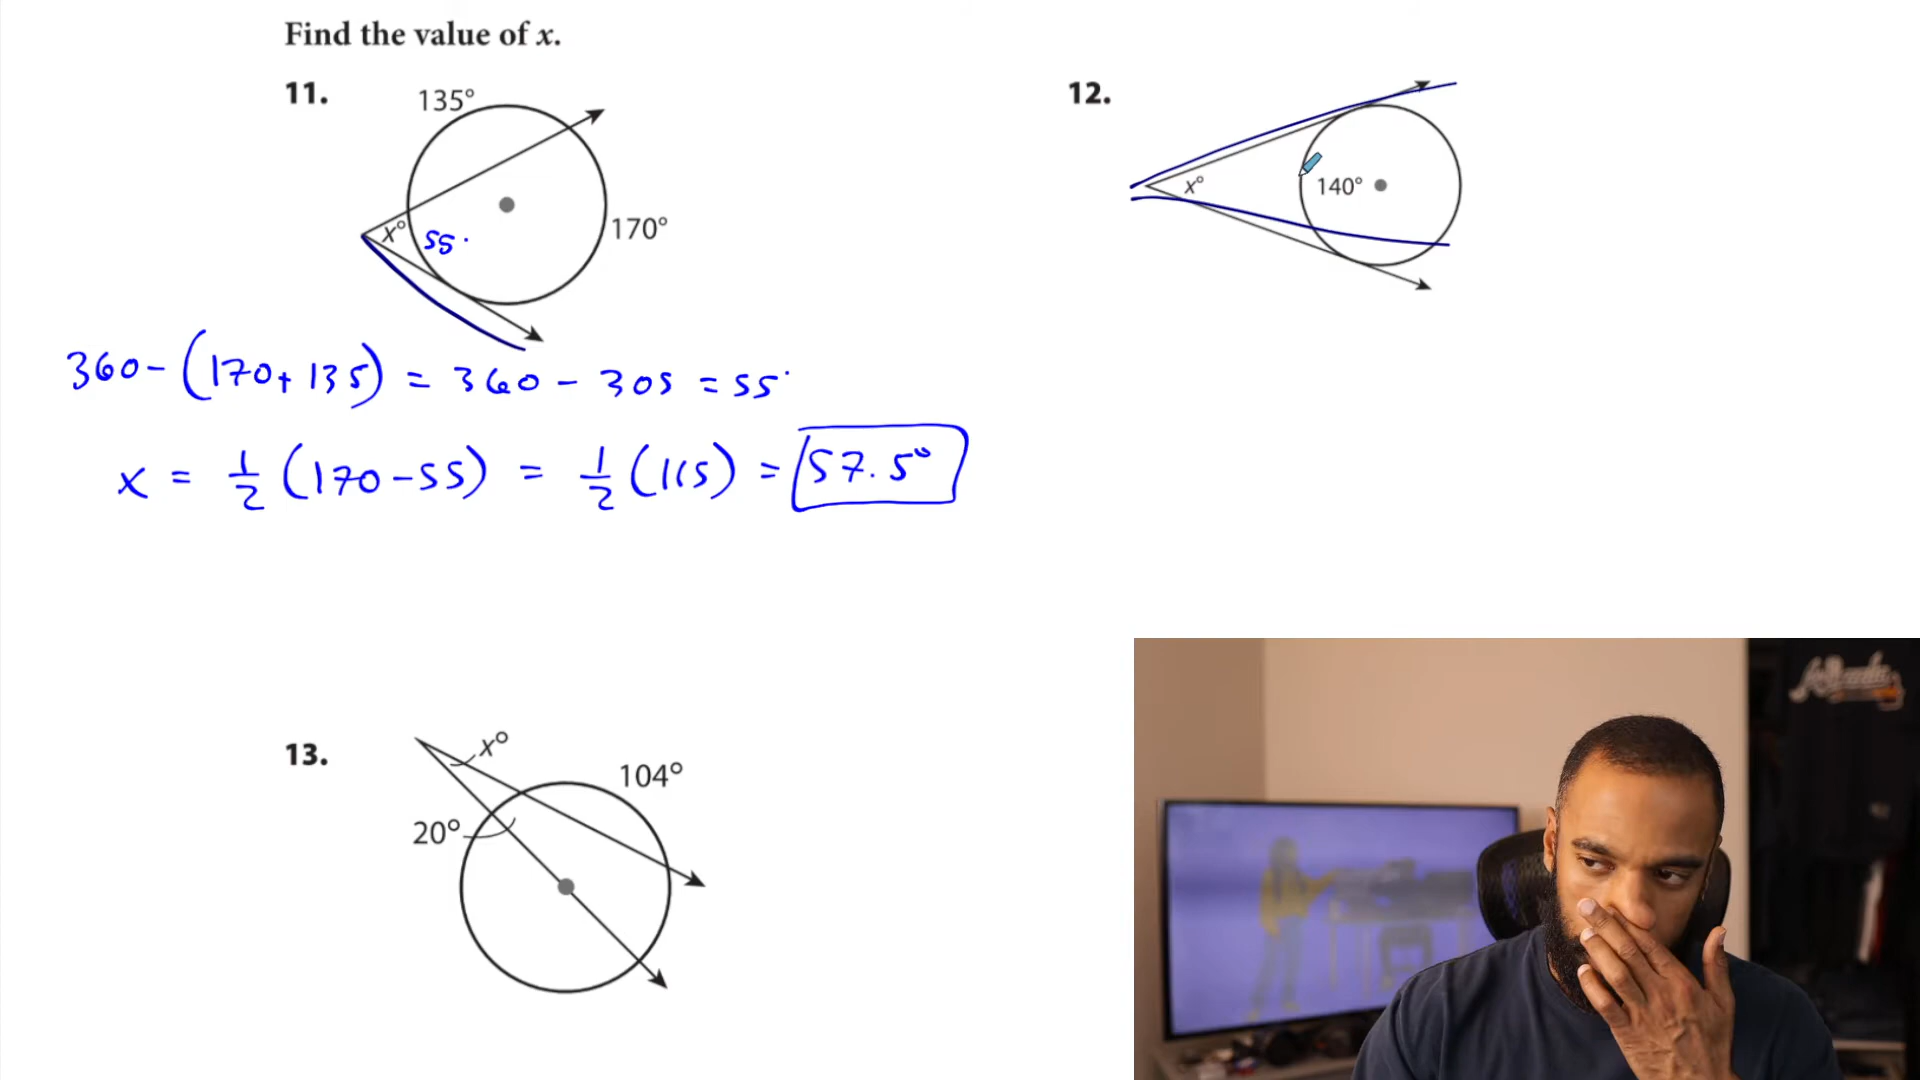 Find the value of x.
11.
135°
x°
55°
170°
360 - (170 + 135) = 360 - 305 = 55°
x = 1/2 (170 - 55) = 1/2 (115) = 57.5°
12.
x°
140°
13.
x°
104°
20°